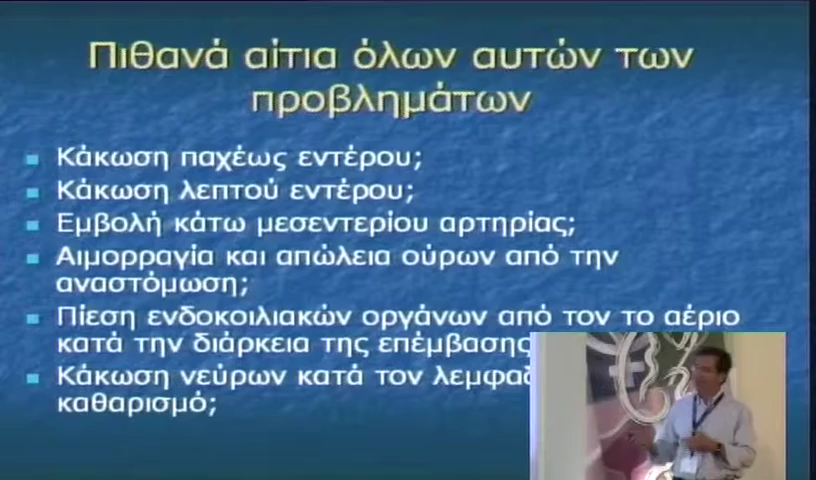 Πιθανά αίτια όλων αυτών των
προβλημάτων
Κάκωση παχέως εντέρου;
Κάκωση λεπτού εντέρου;
Εμβολή κάτω μεσεντερίου αρτηρίας;
Αιμορραγία και απώλεια ούρων από την
αναστόμωση;
Πίεση ενδοκοιλιακών οργάνων από τον το αέριο
κατά την διάρκεια της επέμβασης
Κάκωση νεύρων κατά τον
καθαρισμό;